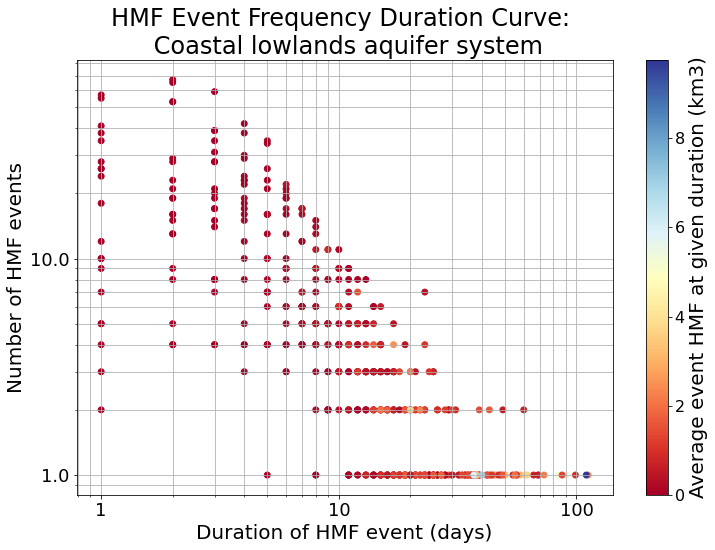 HMF Event Frequency Duration Curve:
Coastal lowlands aquifer system
Number of HMF events
10.0
1.0
1
10
100
Duration of HMF event (days)
8
6
4
2
0
Average event HMF at given duration (km3)